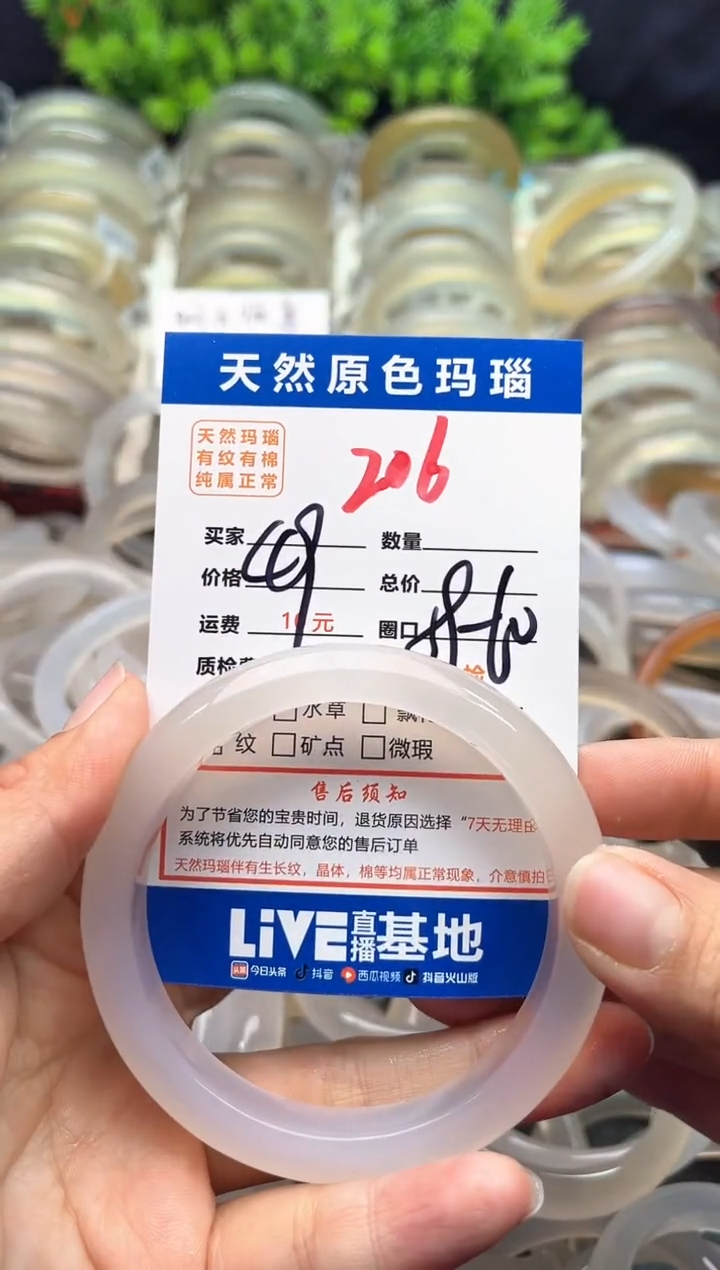 天然原色玛瑙
天然玛瑙
有纹有棉
纯属正常
206
买家 数量
价格 总价
运费 10元 圈口
质检费 检
水草 飘
纹 矿点 微瑕
售后须知
为了节省您的宝贵时间，退货原因选择“7天无理由
系统将优先自动同意您的售后订单
天然玛瑙伴有生长纹，晶体，棉等均属正常现象，介意慎拍
LiVE直播基地
头条 今日头条 抖音 西瓜视频 抖音火山版